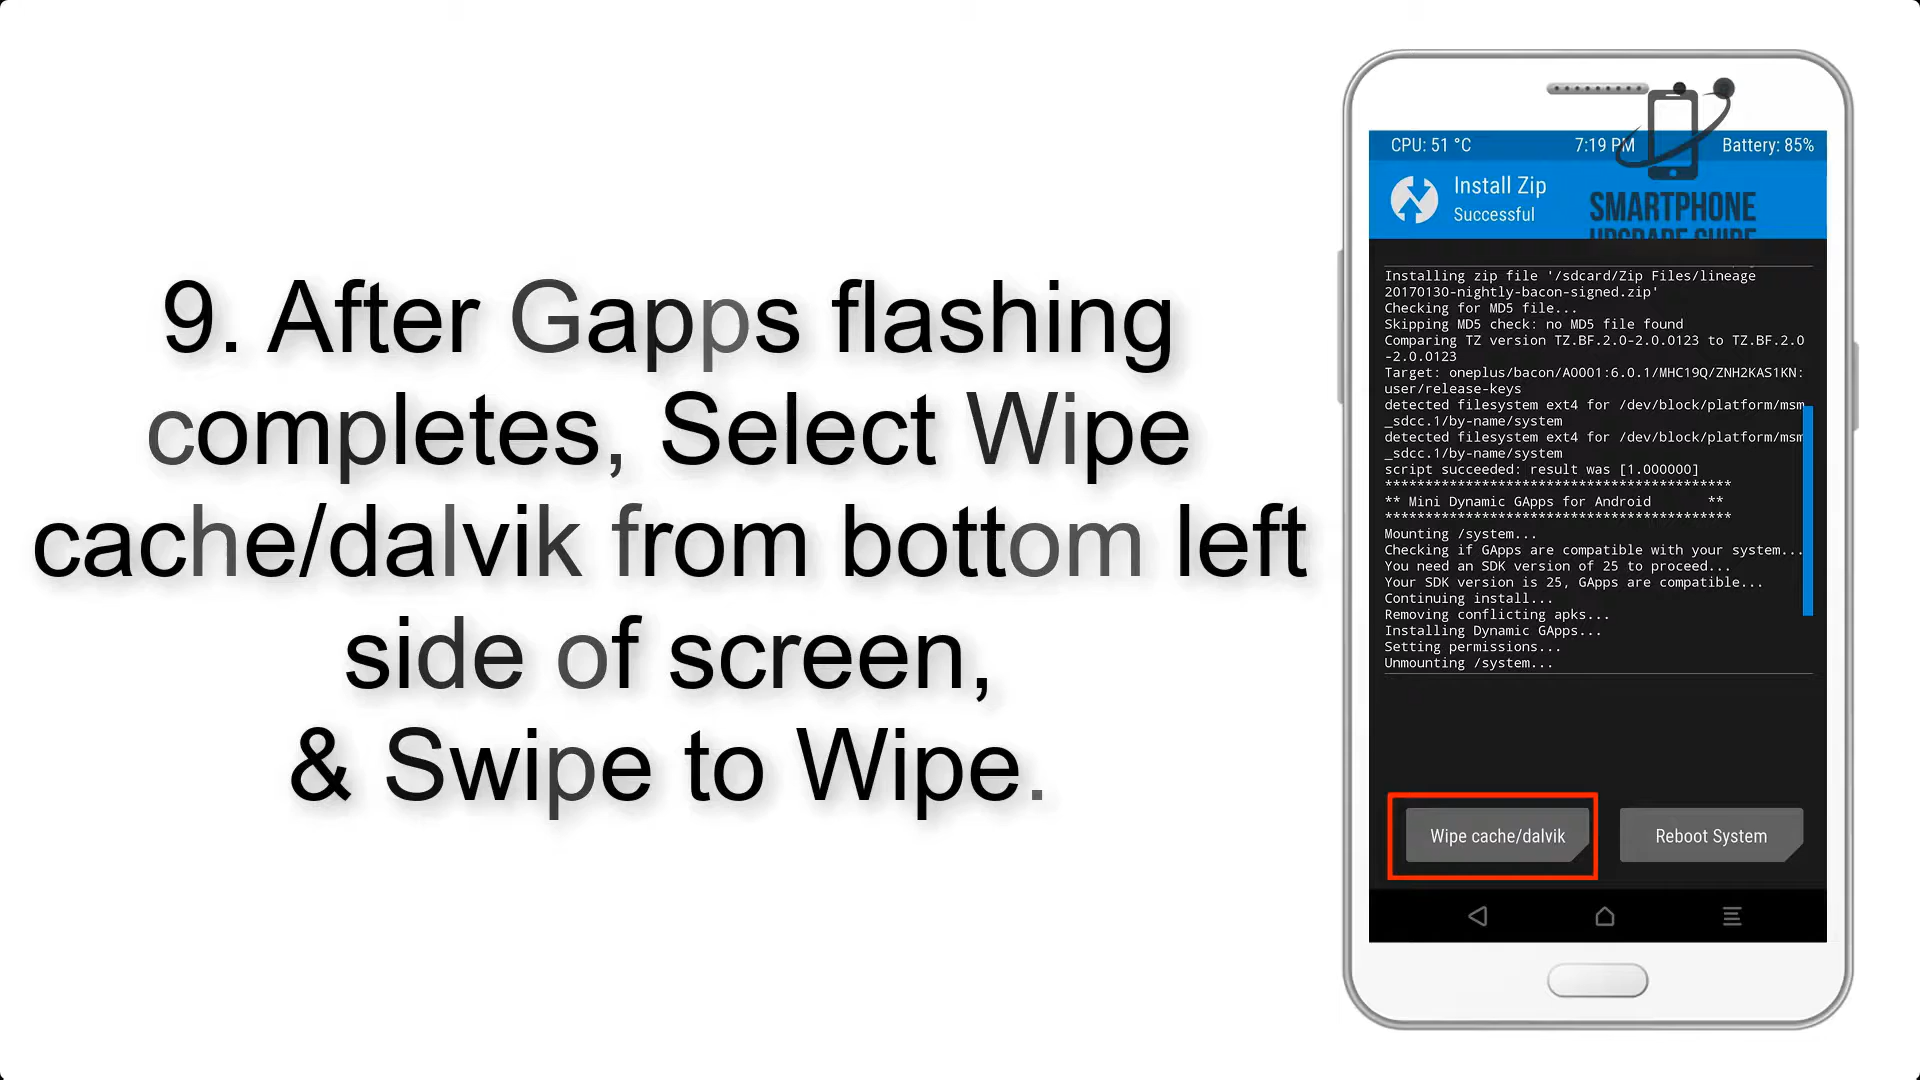 9. After Gapps flashing
completes, Select Wipe
cache/dalvik from bottom left
side of screen,
& Swipe to Wipe.
CPU: 51 °C 7:19 PM Battery: 85%
Install Zip
Successful
SMARTPHONE
UPGRADE GUIDE
Installing zip file '/sdcard/Zip Files/lineage
20170130-nightly-bacon-signed.zip'
Checking for MD5 file...
Skipping MD5 check: no MD5 file found
Comparing TZ version TZ.BF.2.0-2.0.0123 to TZ.BF.2.0
-2.0.0123
Target: oneplus/bacon/A0001:6.0.1/MHC19Q/ZNH2KAS1KN:
user/release-keys
detected filesystem ext4 for /dev/block/platform/msm
_sdcc.1/by-name/system
detected filesystem ext4 for /dev/block/platform/msm
_sdcc.1/by-name/system
script succeeded: result was [1.000000]
*******************************************
** Mini Dynamic GApps for Android **
*******************************************
Mounting /system...
Checking if GApps are compatible with your system...
You need an SDK version of 25 to proceed...
Your SDK version is 25, GApps are compatible...
Continuing install...
Removing conflicting apks...
Installing Dynamic GApps...
Setting permissions...
Unmounting /system...
Wipe cache/dalvik Reboot System